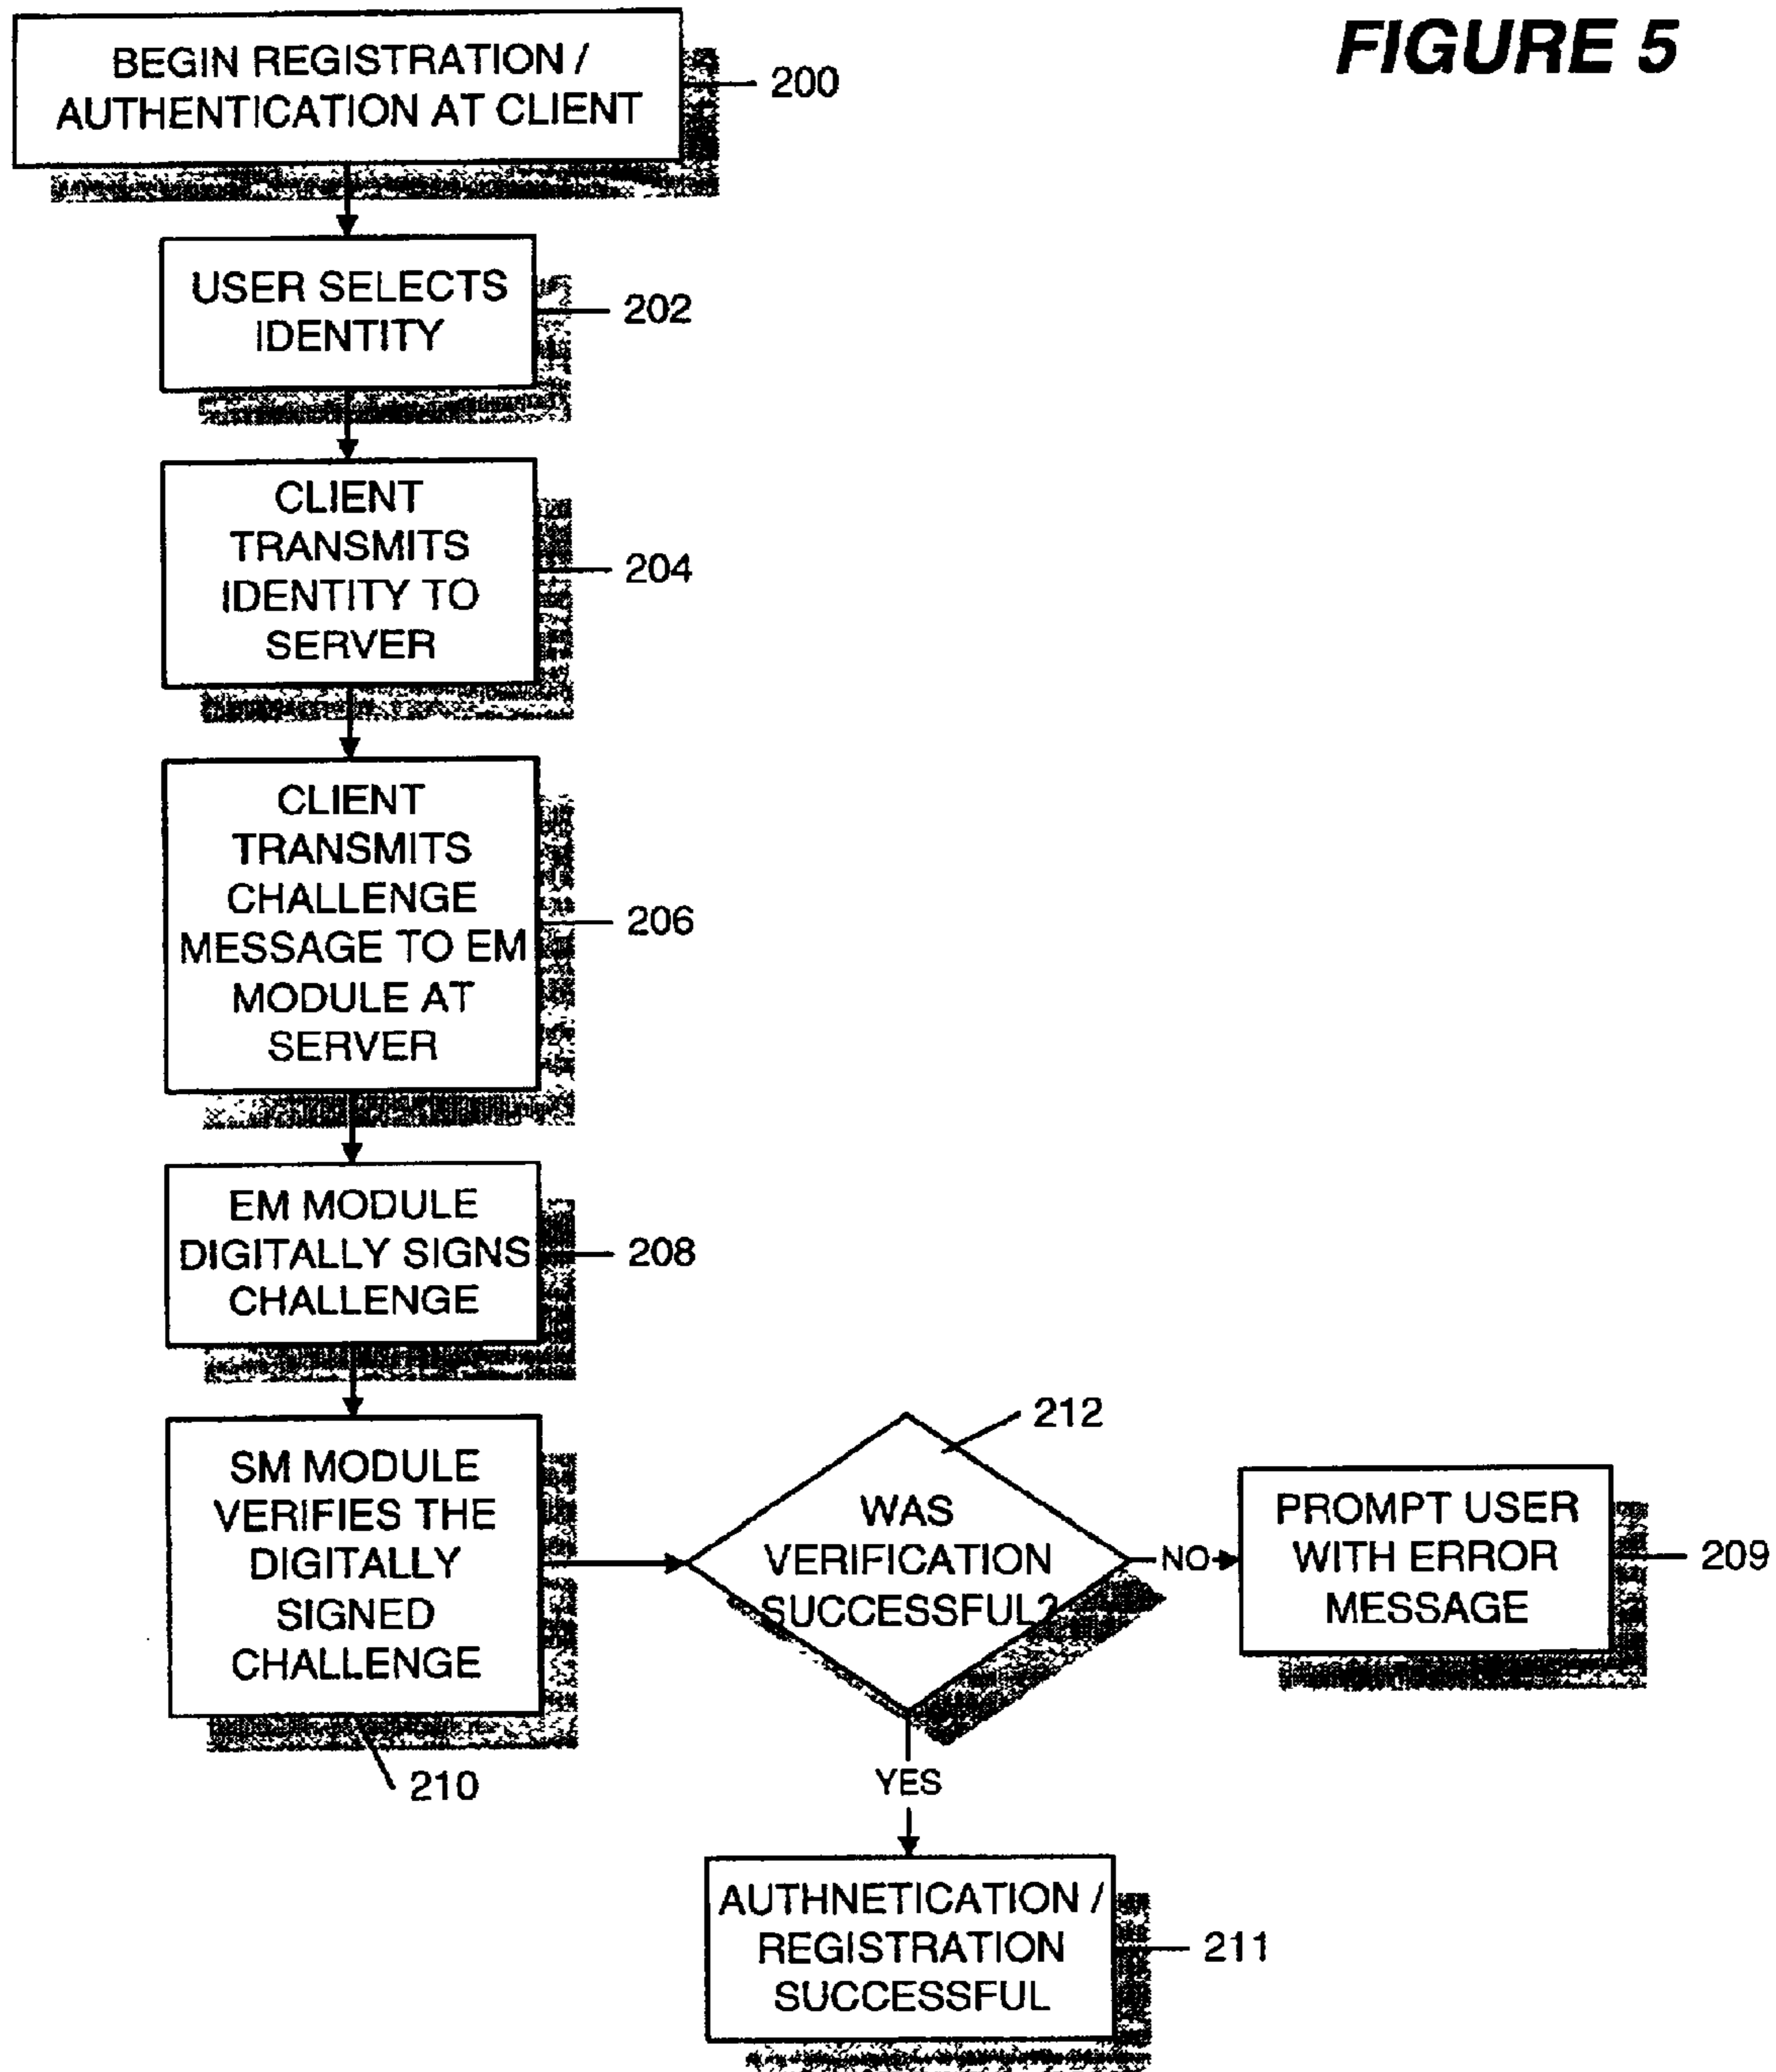 FIGURE 5
BEGIN REGISTRATION /
AUTHENTICATION AT CLIENT
200
USER SELECTS
IDENTITY
202
CLIENT
TRANSMITS
IDENTITY TO
SERVER
204
CLIENT
TRANSMITS
CHALLENGE
MESSAGE TO EM
MODULE AT
SERVER
206
EM MODULE
DIGITALLY SIGNS
CHALLENGE
208
SM MODULE
VERIFIES THE
DIGITALLY
SIGNED
CHALLENGE
210
212
WAS
VERIFICATION
SUCCESSFUL?
NO
PROMPT USER
WITH ERROR
MESSAGE
209
YES
AUTHNETICATION /
REGISTRATION
SUCCESSFUL
211